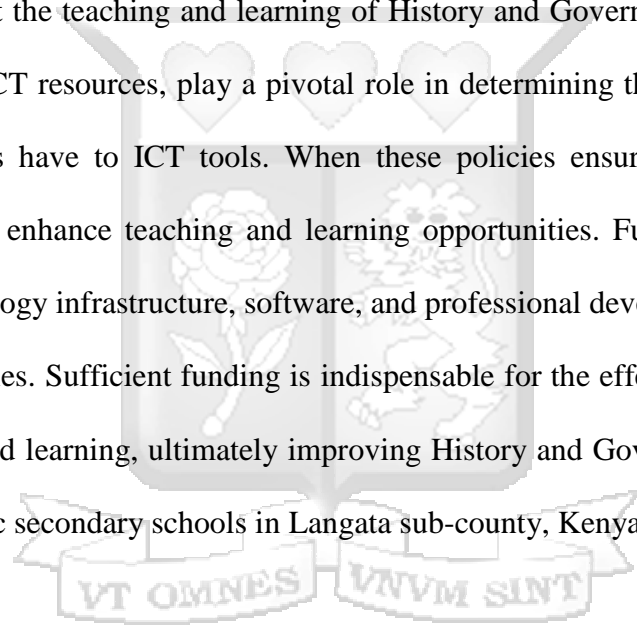 t the teaching and learning of History and Govern
CT resources, play a pivotal role in determining th
s have to ICT tools. When these policies ensur
enhance teaching and learning opportunities. Fu
ogy infrastructure, software, and professional deve
es. Sufficient funding is indispensable for the effe
d learning, ultimately improving History and Gov
c secondary schools in Langata sub-county, Kenya
VT OMNES VNVM SINT